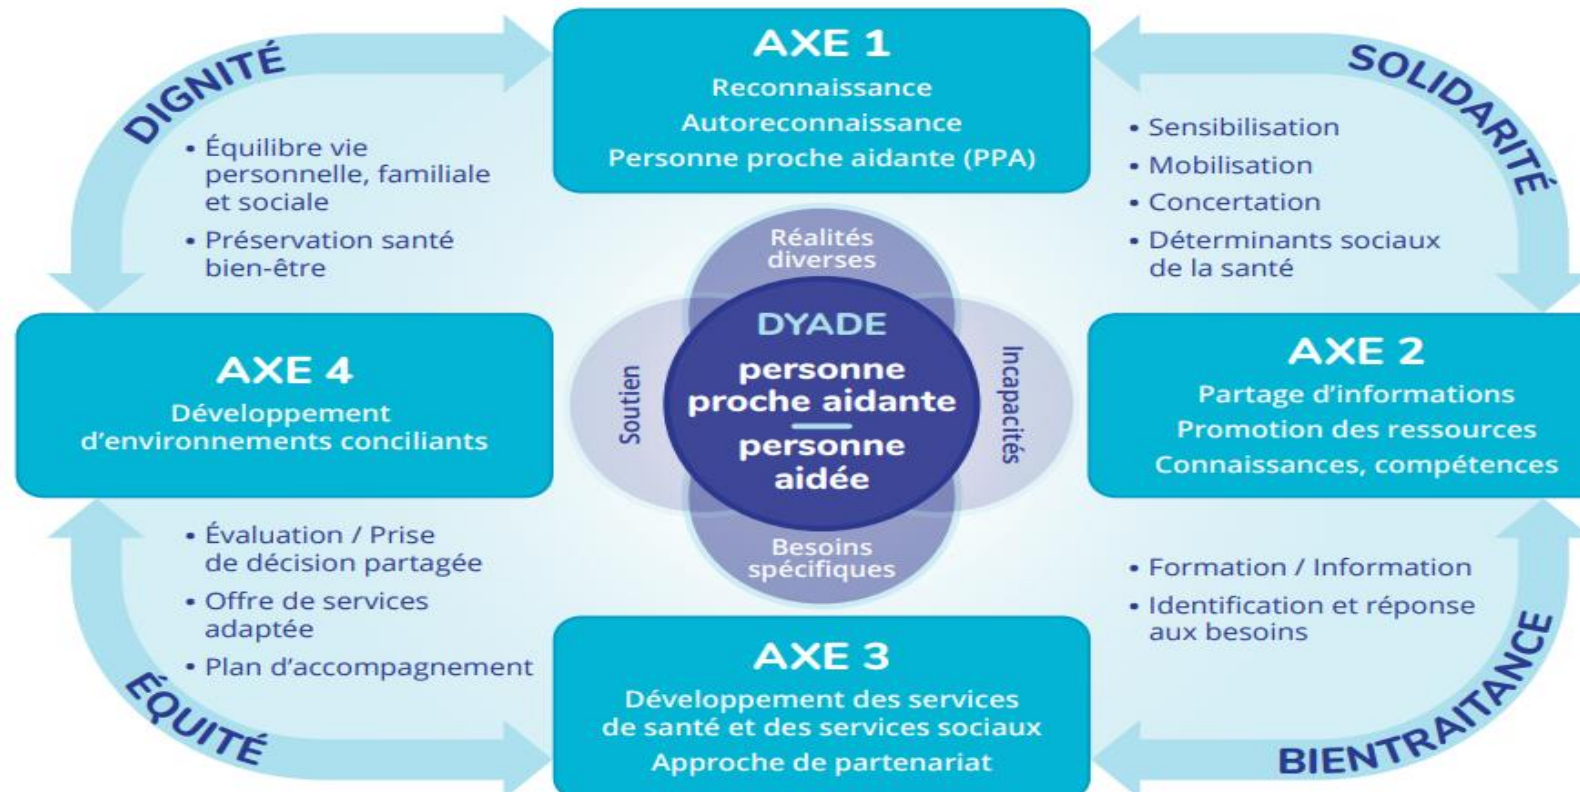 DIGNITÉ
AXE 1
Reconnaissance
Autoreconnaissance
Personne proche aidante (PPA)
SOLIDARITÉ
• Équilibre vie
personnelle, familiale
et sociale
• Préservation santé
bien-être
• Sensibilisation
• Mobilisation
• Concertation
• Déterminants sociaux
de la santé
Réalités
diverses
AXE 4
Développement
d’environnements conciliants
Soutien
DYADE
personne
proche aidante
personne
aidée
Incapacités
AXE 2
Partage d’informations
Promotion des ressources
Connaissances, compétences
Besoins
spécifiques
• Évaluation / Prise
de décision partagée
• Offre de services
adaptée
• Plan d’accompagnement
• Formation / Information
• Identification et réponse
aux besoins
ÉQUITÉ
AXE 3
Développement des services
de santé et des services sociaux
Approche de partenariat
BIENTRAITANCE